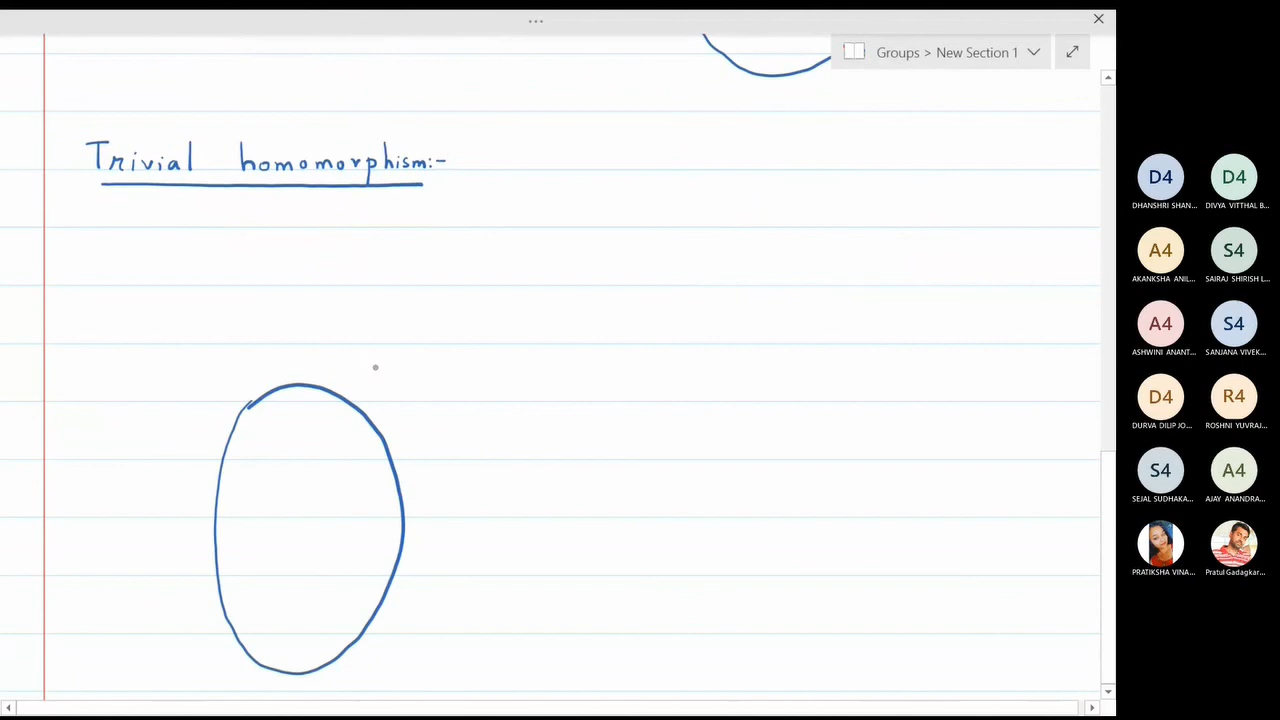 ...
Groups > New Section 1
Trivial homomorphism:-
D4 D4
DHANSHRI SHAN... DIVYA VITTHAL B...
A4 S4
AKANKSHA ANIL... SAIRAJ SHIRISH L...
A4 S4
ASHWINI ANANT... SANJANA VIVEK...
D4 R4
DURVA DILIP JO... ROSHNI YUVRAJ...
S4 A4
SEJAL SUDHAKA... AJAY ANANDRA...
PRATIKSHA VINA... Pratul Gadagkar...